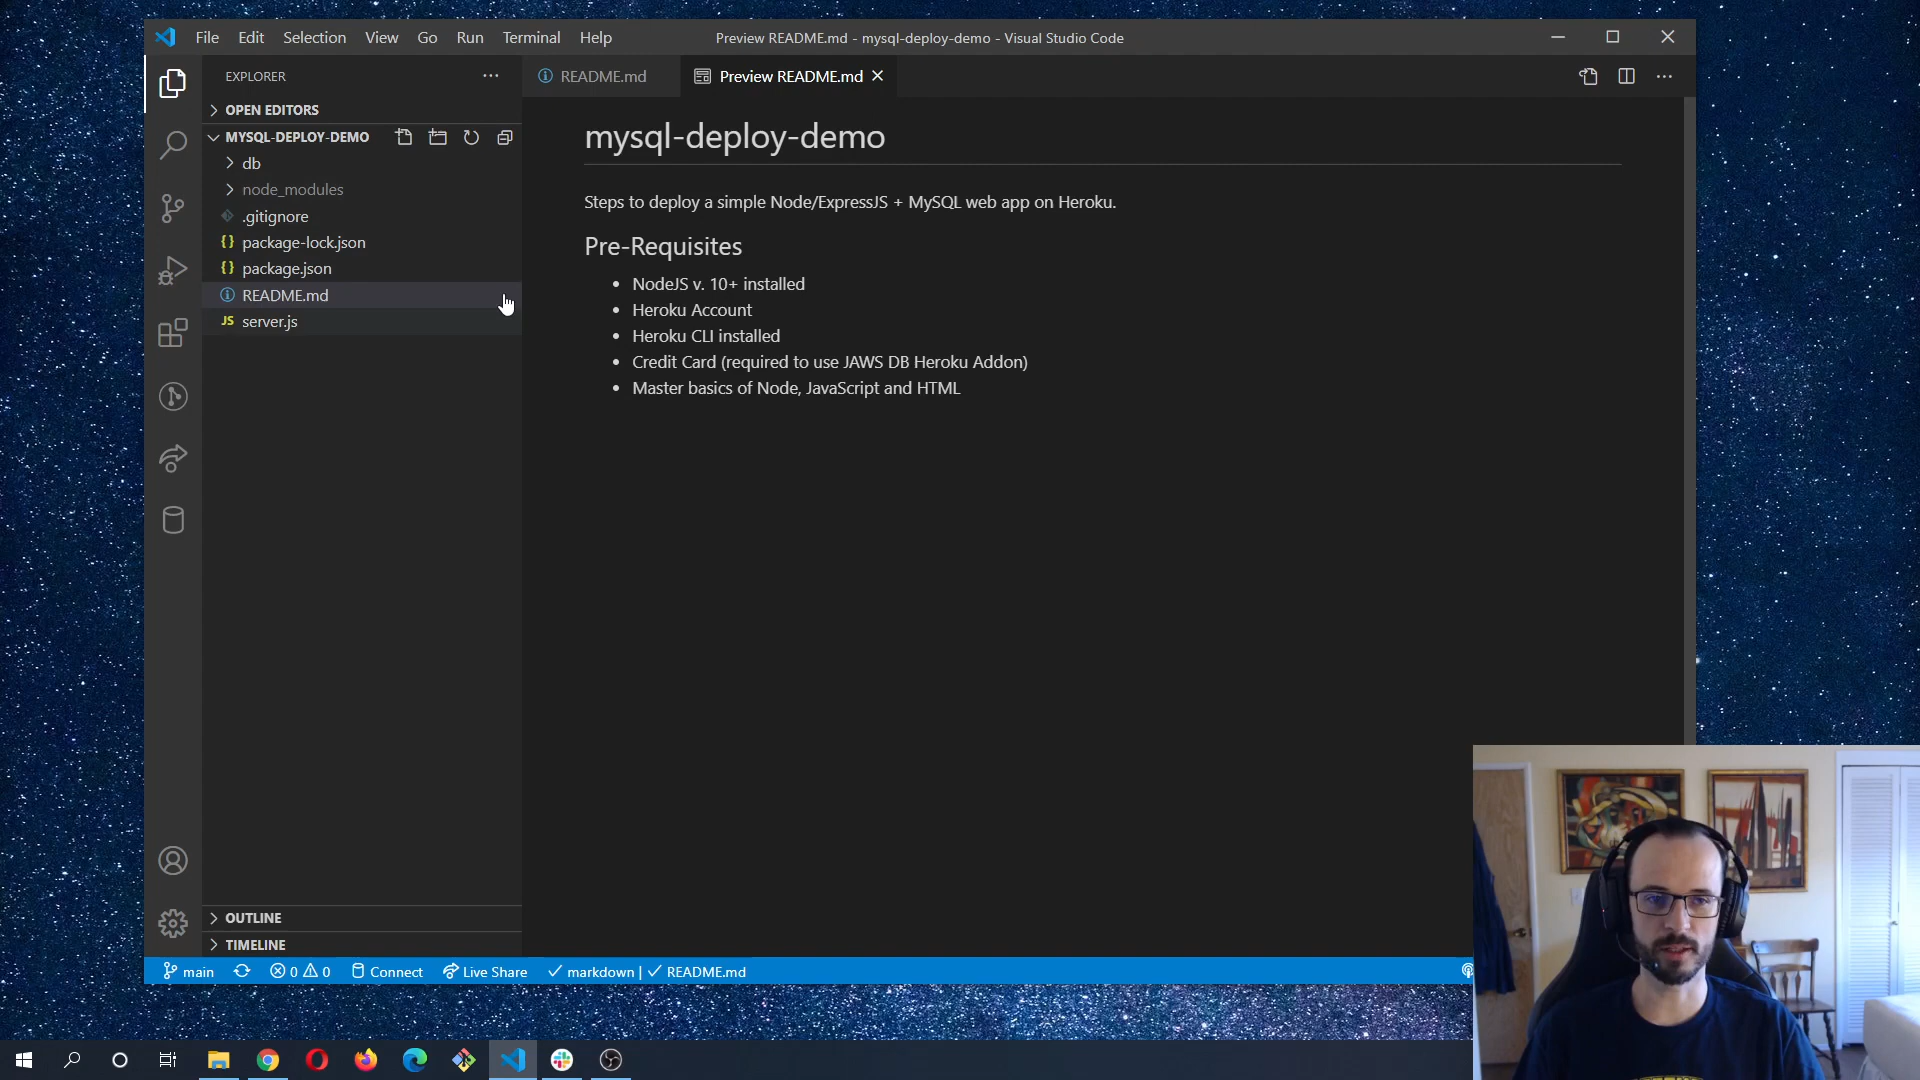 File Edit Selection View Go Run Terminal Help
Preview README.md - mysql-deploy-demo - Visual Studio Code
EXPLORER
README.md
Preview README.md
OPEN EDITORS
MYSQL-DEPLOY-DEMO
db
node_modules
.gitignore
package-lock.json
package.json
README.md
JS server.js
mysql-deploy-demo
Steps to deploy a simple Node/ExpressJS + MySQL web app on Heroku.
Pre-Requisites
• NodeJS v. 10+ installed
• Heroku Account
• Heroku CLI installed
• Credit Card (required to use JAWS DB Heroku Addon)
• Master basics of Node, JavaScript and HTML
OUTLINE
TIMELINE
main 0 0 Connect Live Share markdown | README.md